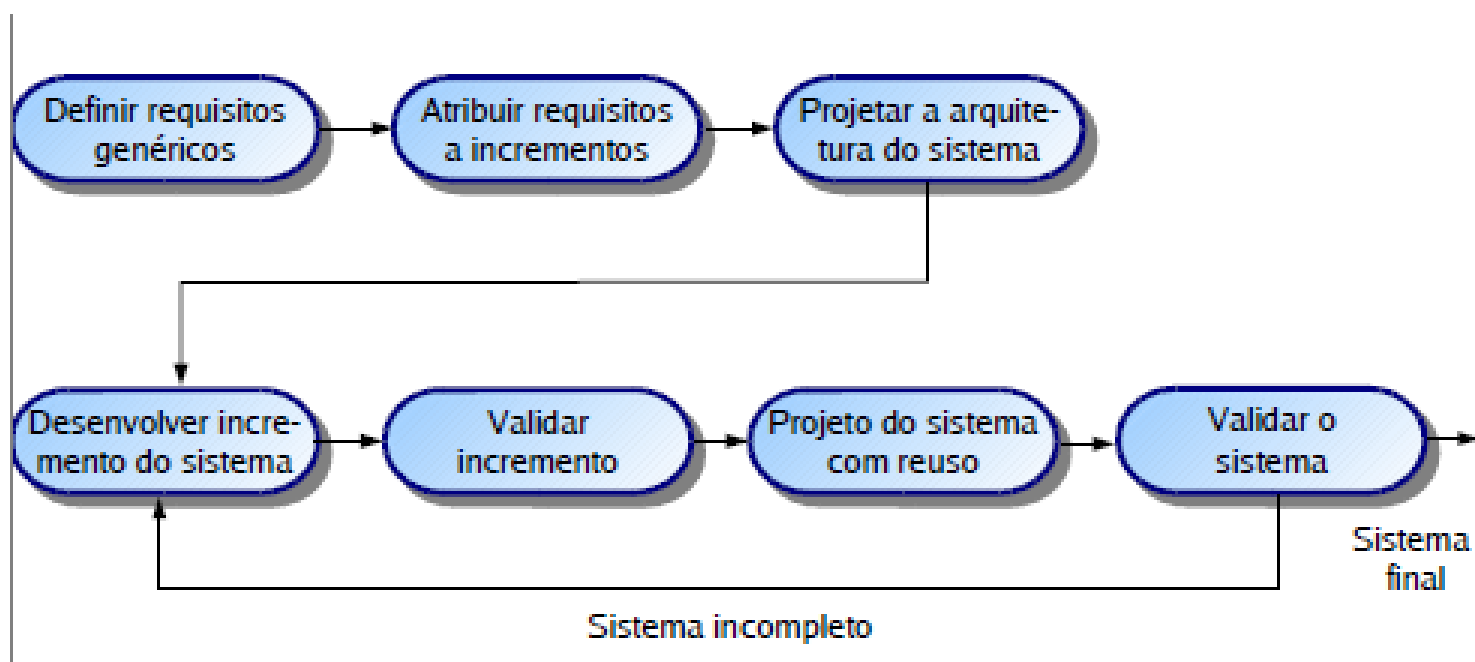 Definir requisitos
genéricos
Atribuir requisitos
a incrementos
Projetar a arquite-
tura do sistema
Desenvolver incre-
mento do sistema
Validar
incremento
Projeto do sistema
com reuso
Validar o
sistema
Sistema
final
Sistema incompleto